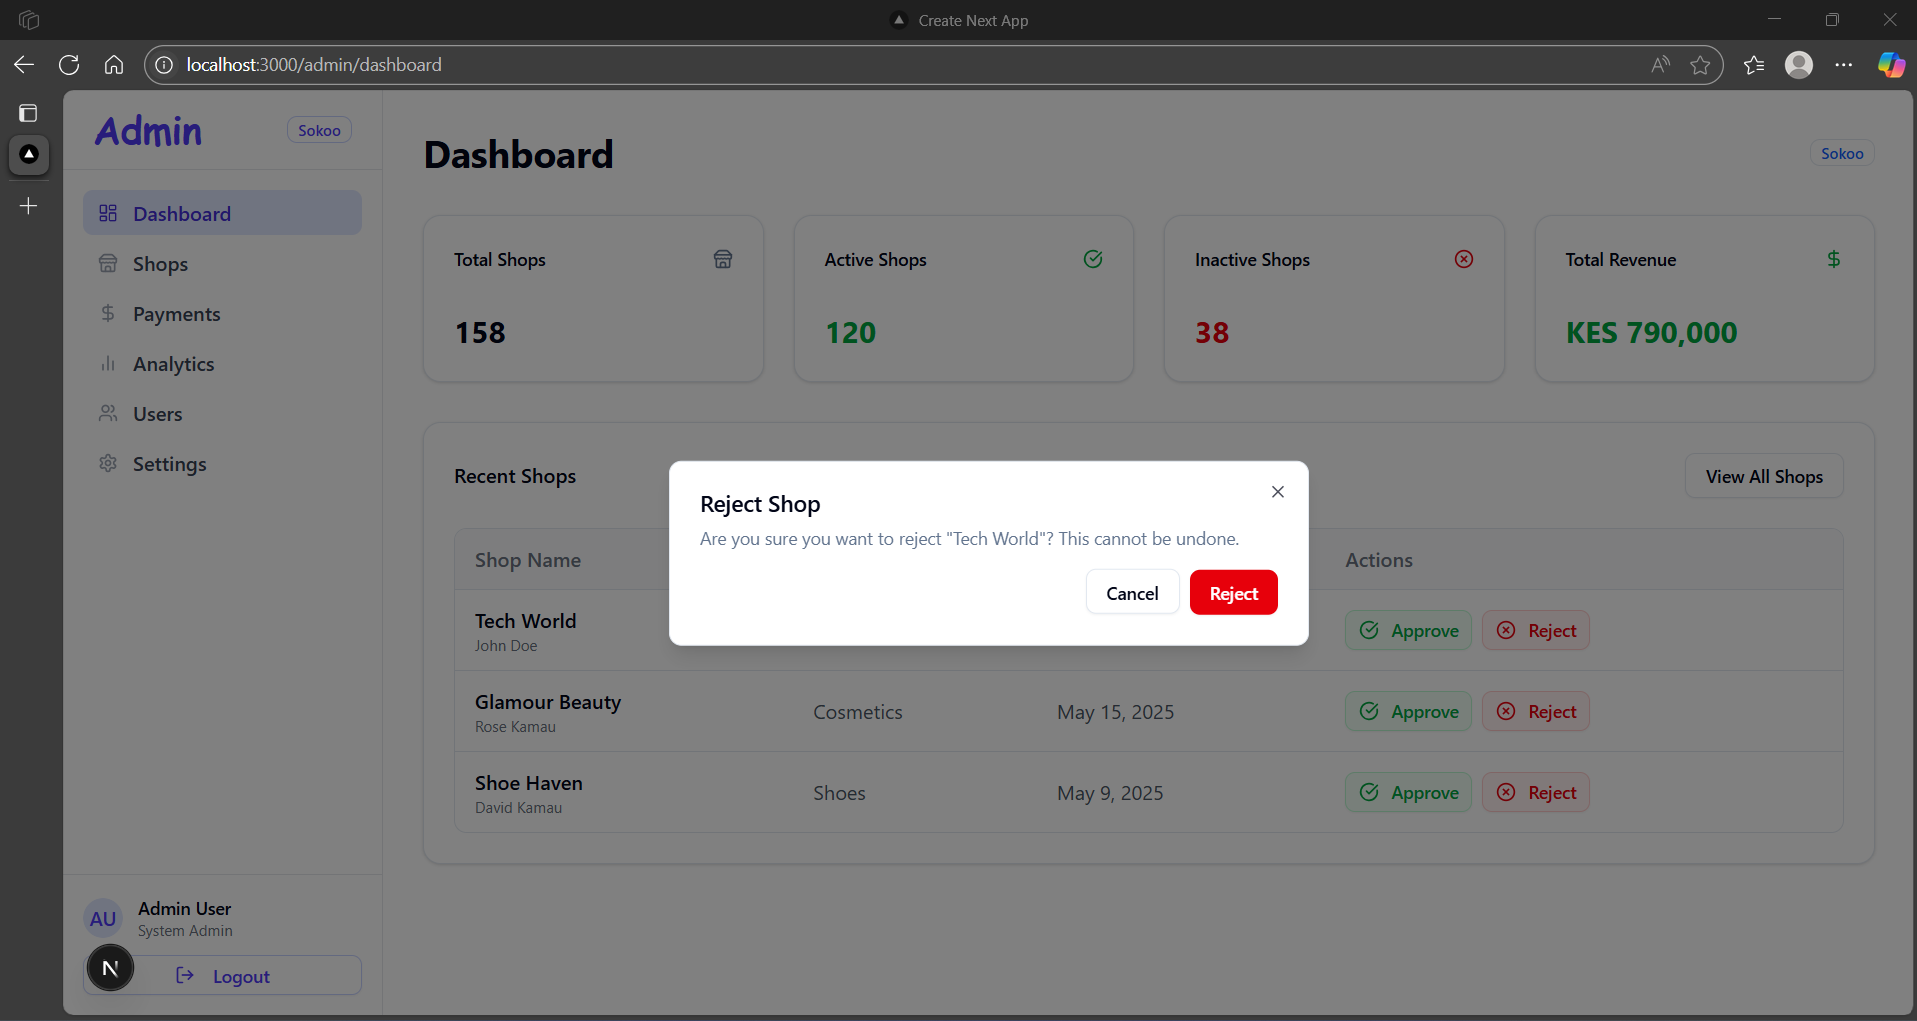 Create Next App
localhost:3000/admin/dashboard
Admin
Sokoo
Dashboard
Shops
Payments
Analytics
Users
Settings
AU
Admin User
System Admin
N
Logout
Dashboard
Sokoo
Total Shops
158
Active Shops
120
Inactive Shops
38
Total Revenue
$
KES 790,000
Recent Shops
View All Shops
Shop Name
Actions
Tech World
John Doe
Approve
Reject
Glamour Beauty
Rose Kamau
Cosmetics
May 15, 2025
Approve
Reject
Shoe Haven
David Kamau
Shoes
May 9, 2025
Approve
Reject
Reject Shop
Are you sure you want to reject "Tech World"? This cannot be undone.
Cancel
Reject